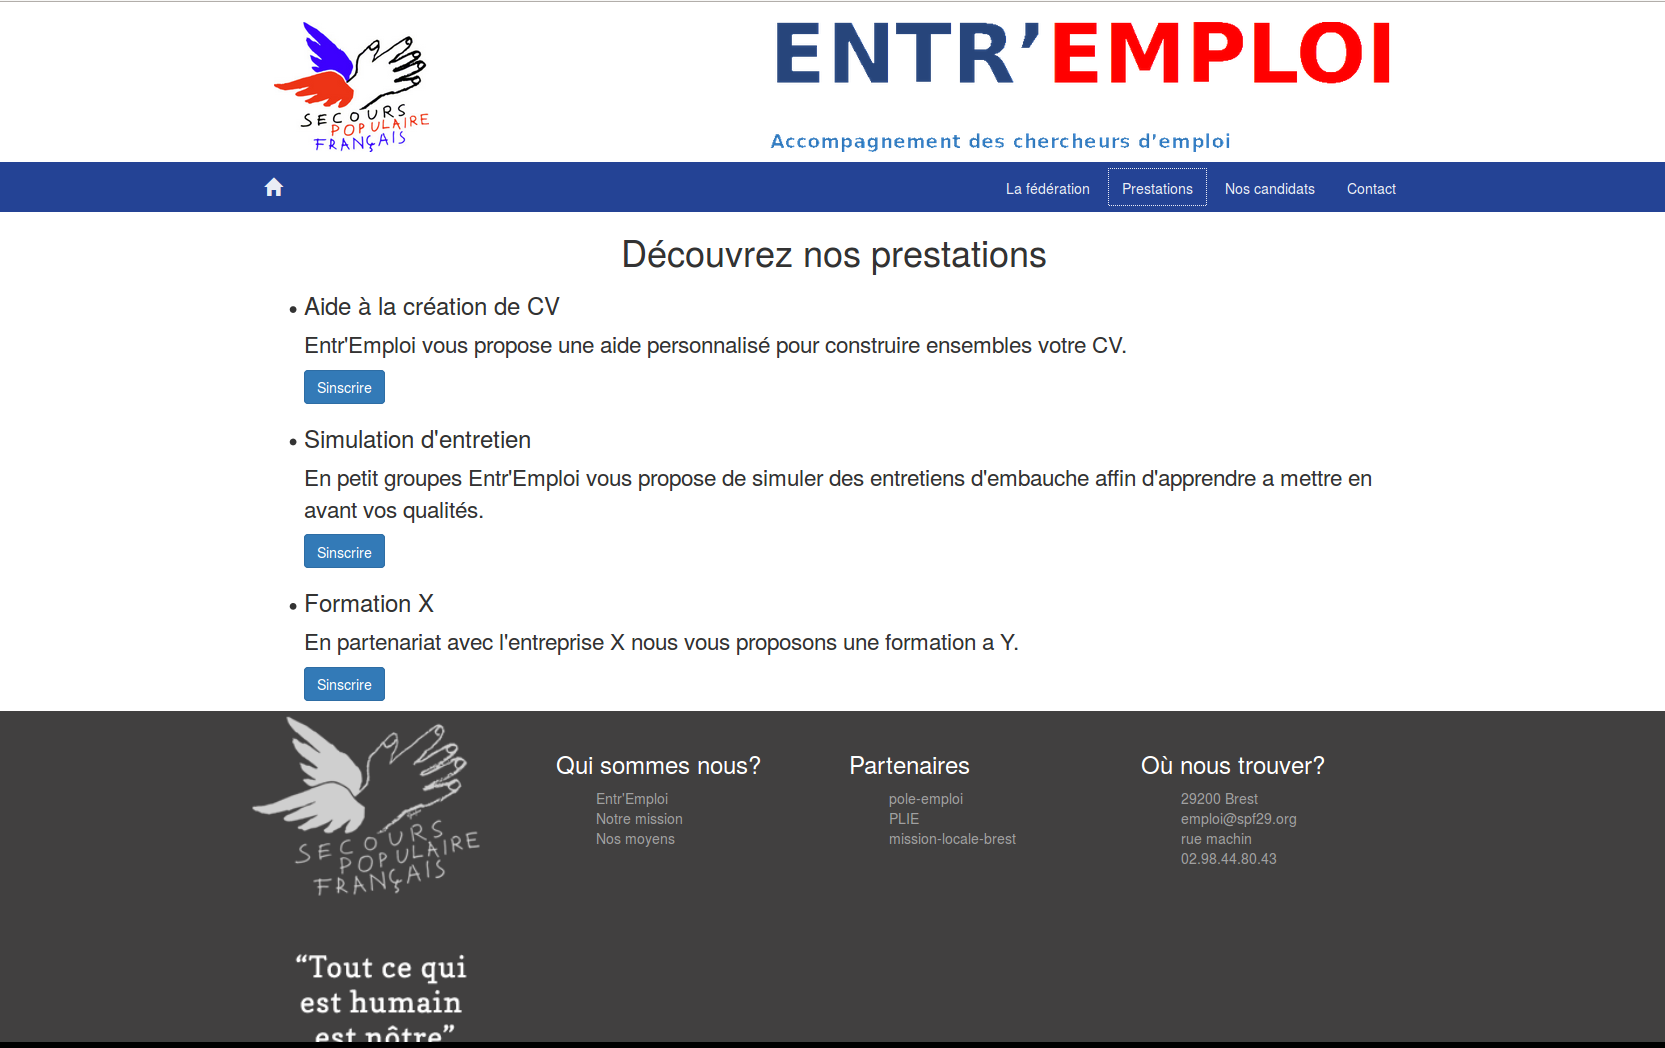 SECOURS
POPULAIRE
FRANÇAIS
ENTR’EMPLOI
Accompagnement des chercheurs d’emploi
La fédération Prestations Nos candidats Contact
Découvrez nos prestations
• Aide à la création de CV
Entr'Emploi vous propose une aide personnalisé pour construire ensembles votre CV.
Sinscrire
• Simulation d'entretien
En petit groupes Entr'Emploi vous propose de simuler des entretiens d'embauche affin d'apprendre a mettre en
avant vos qualités.
Sinscrire
• Formation X
En partenariat avec l'entreprise X nous vous proposons une formation a Y.
Sinscrire
SECOURS
POPULAIRE
FRANÇAIS
“Tout ce qui
est humain
est nôtre”
Qui sommes nous?
Entr'Emploi
Notre mission
Nos moyens
Partenaires
pole-emploi
PLIE
mission-locale-brest
Où nous trouver?
29200 Brest
emploi@spf29.org
rue machin
02.98.44.80.43